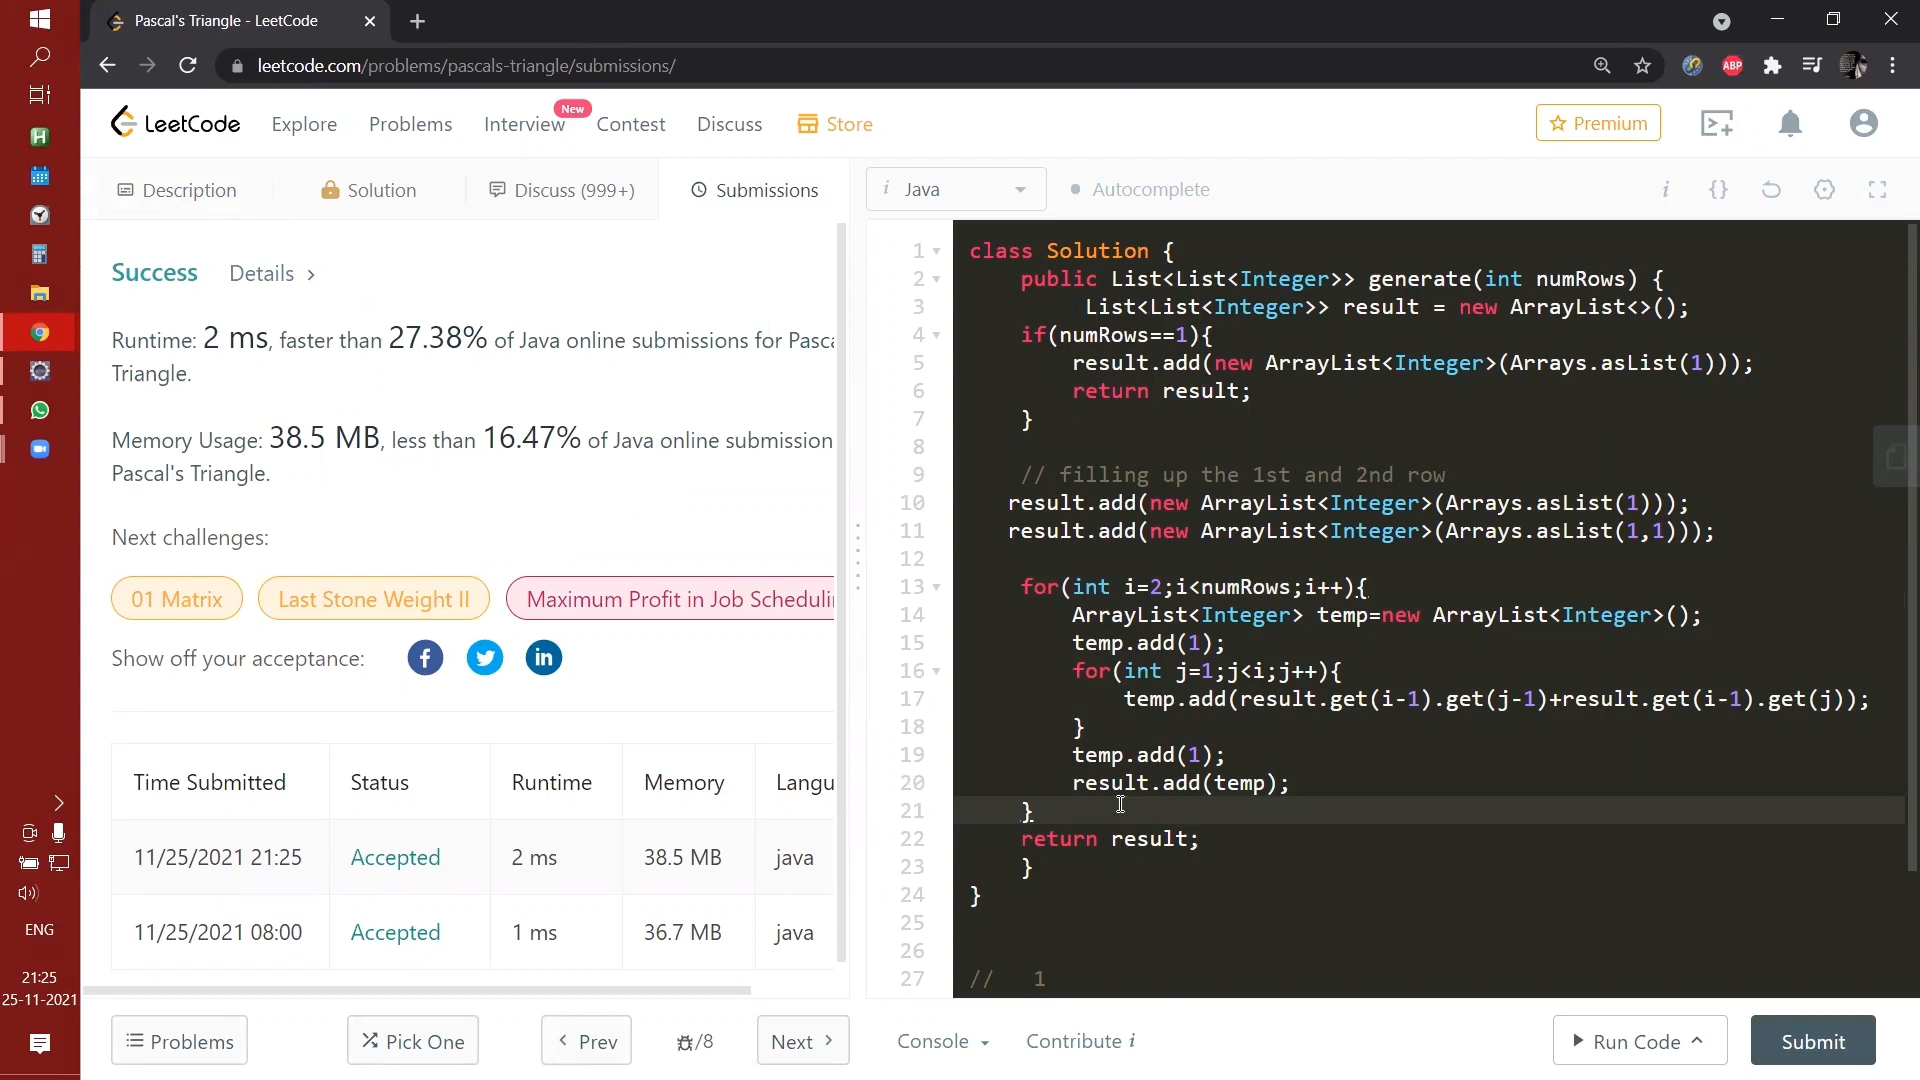 Pascal's Triangle - LeetCode
leetcode.com/problems/pascals-triangle/submissions/
ABP
LeetCode
Explore
Problems
Interview
New
Contest
Discuss
Store
Premium
Description
Solution
Discuss (999+)
Submissions
i Java
Autocomplete
i {}
Success
Details >
Runtime: 2 ms, faster than 27.38% of Java online submissions for Pasca
Triangle.
Memory Usage: 38.5 MB, less than 16.47% of Java online submission
Pascal's Triangle.
Next challenges:
01 Matrix
Last Stone Weight II
Maximum Profit in Job Schedulin
Show off your acceptance:
Time Submitted Status Runtime Memory Langu
11/25/2021 21:25 Accepted 2 ms 38.5 MB java
11/25/2021 08:00 Accepted 1 ms 36.7 MB java
1 class Solution {
2 public List<List<Integer>> generate(int numRows) {
3 List<List<Integer>> result = new ArrayList<>();
4 if(numRows==1){
5 result.add(new ArrayList<Integer>(Arrays.asList(1)));
6 return result;
7 }
8
9 // filling up the 1st and 2nd row
10 result.add(new ArrayList<Integer>(Arrays.asList(1)));
11 result.add(new ArrayList<Integer>(Arrays.asList(1,1)));
12
13 for(int i=2;i<numRows;i++){
14 ArrayList<Integer> temp=new ArrayList<Integer>();
15 temp.add(1);
16 for(int j=1;j<i;j++){
17 temp.add(result.get(i-1).get(j-1)+result.get(i-1).get(j));
18 }
19 temp.add(1);
20 result.add(temp);
21 }
22 return result;
23 }
24 }
25
26
27 // 1
Problems
Pick One
< Prev
/8
Next >
Console
Contribute i
Run Code
Submit
ENG
21:25
25-11-2021